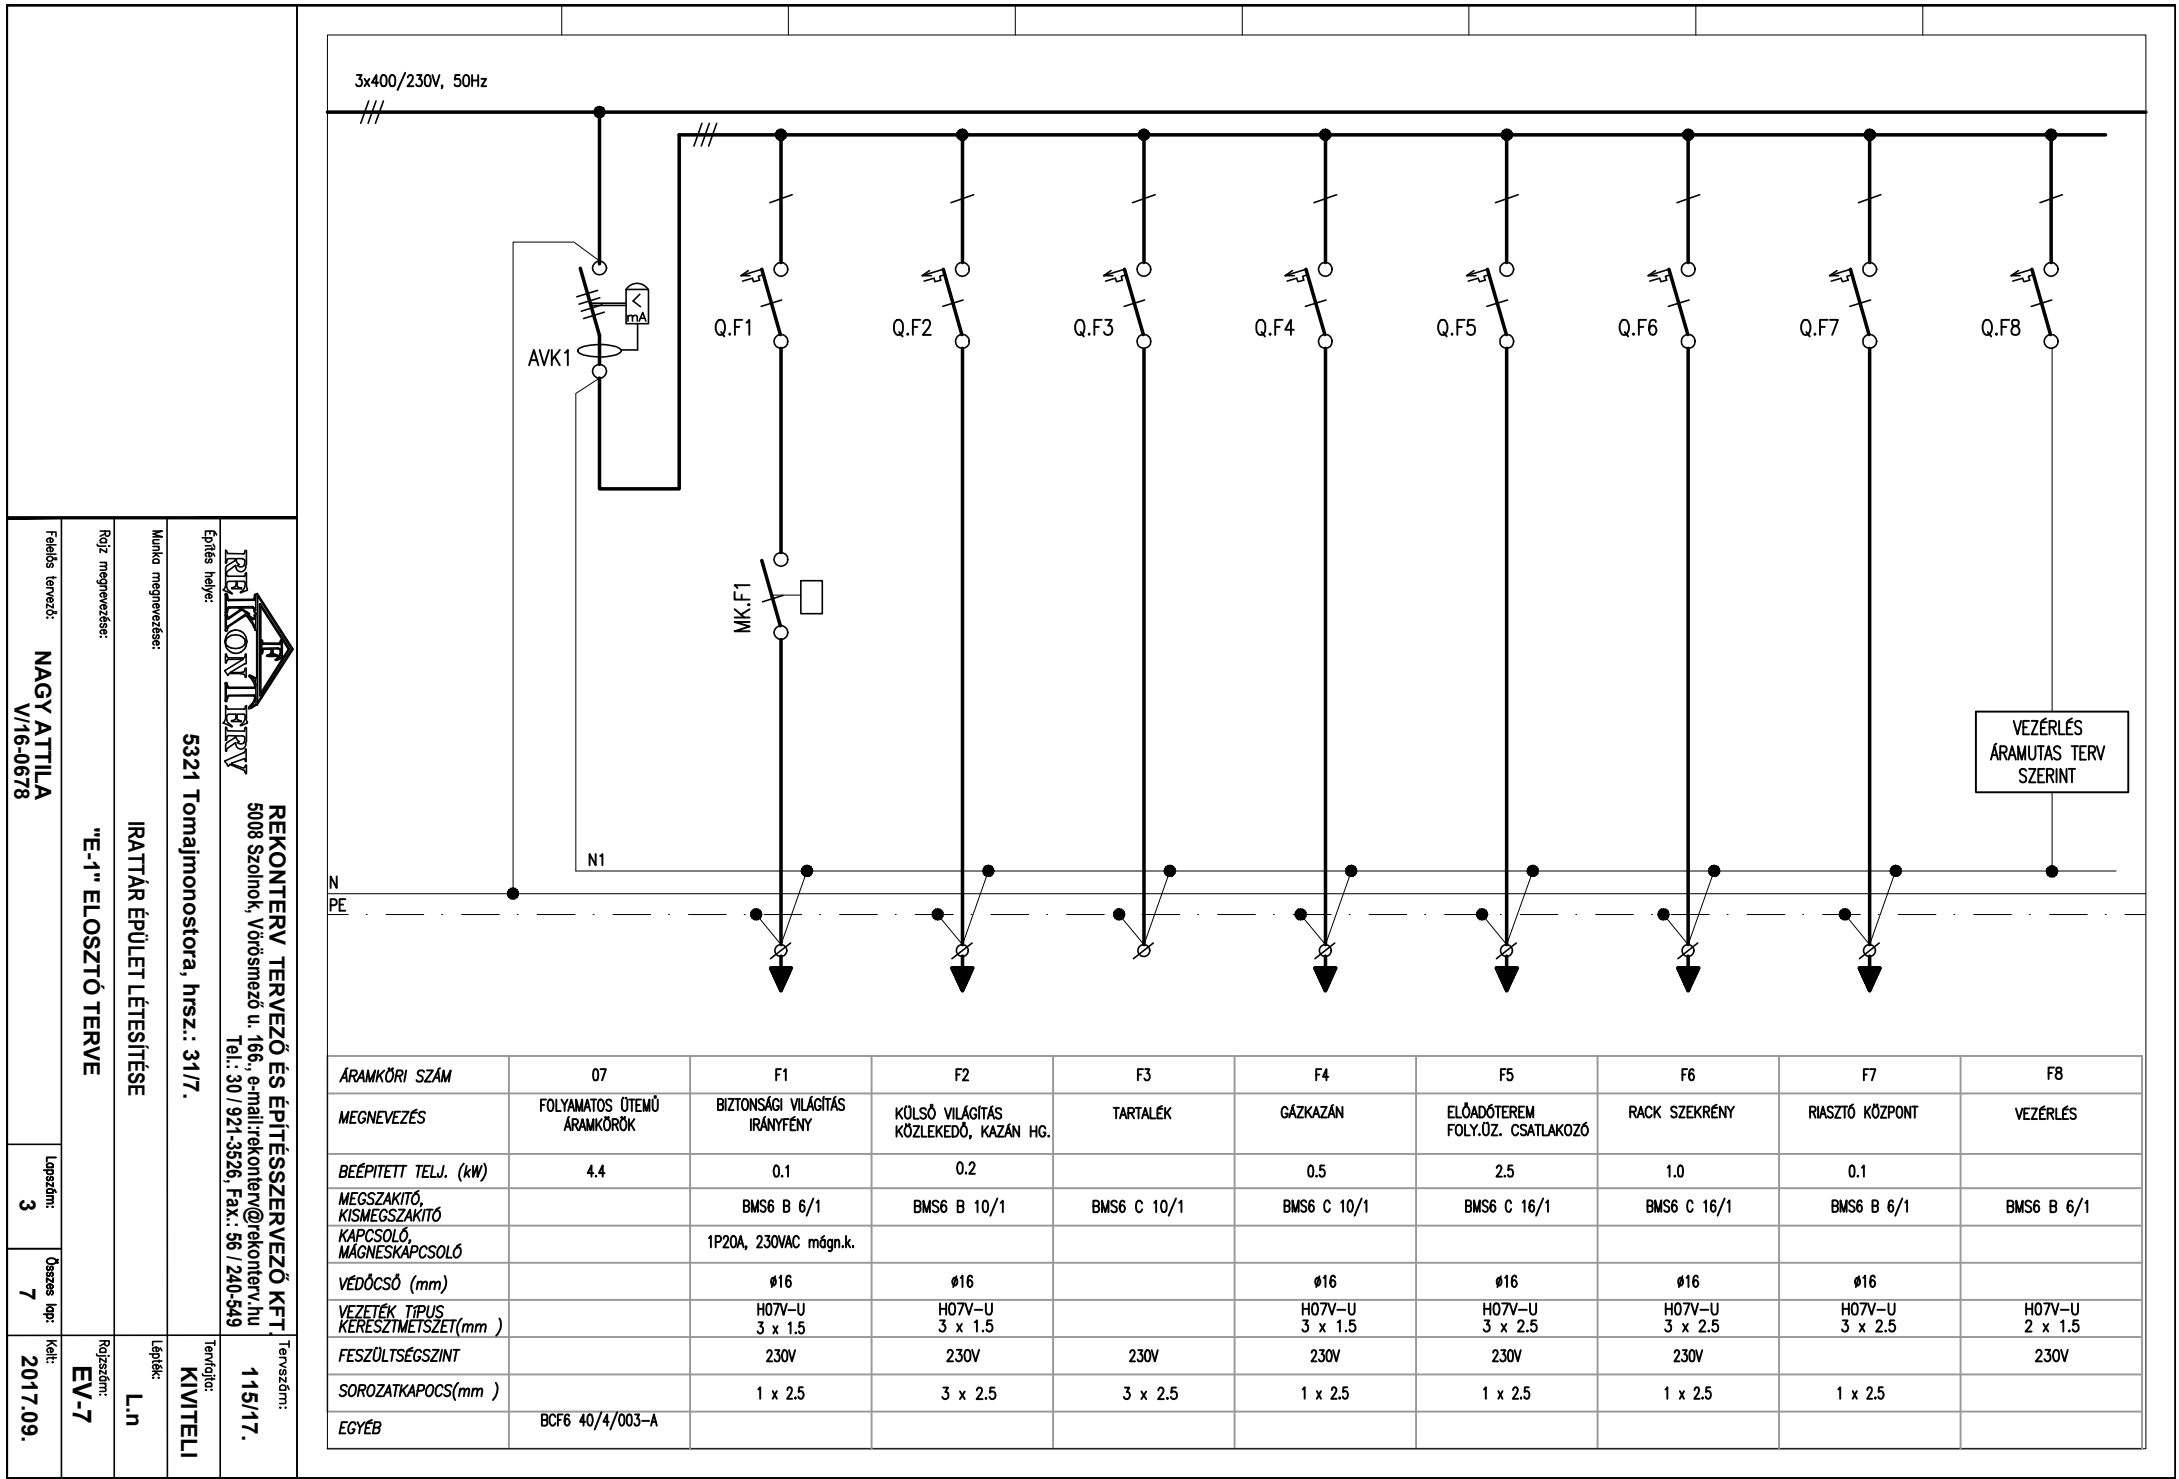 3x400/230V, 50Hz
AVK1
mA
Q.F1
Q.F2
Q.F3
Q.F4
Q.F5
Q.F6
Q.F7
Q.F8
MK.F1
VEZÉRLÉS
ÁRAMUTAS TERV
SZERINT
N1
N
PE
ÁRAMKÖRI SZÁM 07 F1 F2 F3 F4 F5 F6 F7 F8
MEGNEVEZÉS
FOLYAMATOS ÜTEMŰ
ÁRAMKÖRÖK
BIZTONSÁGI VILÁGÍTÁS
IRÁNYFÉNY
KÜLSŐ VILÁGÍTÁS
KÖZLEKEDŐ, KAZÁN HG.
TARTALÉK
GÁZKAZÁN
ELŐADÓTEREM
FOLY.ÜZ. CSATLAKOZÓ
RACK SZEKRÉNY
RIASZTÓ KÖZPONT
VEZÉRLÉS
BEÉPITETT TELJ. (kW) 4.4 0.1 0.2 0.5 2.5 1.0 0.1
MEGSZAKITÓ,
KISMEGSZAKITÓ
BMS6 B 6/1 BMS6 B 10/1 BMS6 C 10/1 BMS6 C 10/1 BMS6 C 16/1 BMS6 C 16/1 BMS6 B 6/1 BMS6 B 6/1
KAPCSOLÓ,
MÁGNESKAPCSOLÓ
1P20A, 230VAC mágn.k.
VÉDŐCSŐ (mm) ø16 ø16 ø16 ø16 ø16 ø16
VEZETÉK TíPUS
KERESZTMETSZET(mm )
H07V-U H07V-U H07V-U H07V-U H07V-U H07V-U H07V-U
3 x 1.5 3 x 1.5 3 x 1.5 3 x 2.5 3 x 2.5 3 x 2.5 2 x 1.5
FESZÜLTSÉGSZINT 230V 230V 230V 230V 230V 230V 230V
SOROZATKAPOCS(mm ) 1 x 2.5 3 x 2.5 3 x 2.5 1 x 2.5 1 x 2.5 1 x 2.5 1 x 2.5
EGYÉB BCF6 40/4/003-A
REKONTERV
REKONTERV TERVEZŐ ÉS ÉPÍTÉSSZERVEZŐ KFT.
5008 Szolnok, Vörösmező u. 166., e-mail:rekonterv@rekonterv.hu
Tel.: 30 / 921-3526, Fax.: 56 / 240-549
Tervszám:
115/17.
Építés helye:
5321 Tomajmonostora, hrsz.: 31/7.
Tervfajta:
KIVITELI
Munka megnevezése:
IRATTÁR ÉPÜLET LÉTESÍTÉSE
Lépték:
L.n
Rajz megnevezése:
"E-1" ELOSZTÓ TERVE
Rajzszám:
EV-7
Felelős tervező:
NAGY ATTILA
V/16-0678
Lapszám:
3
Összes lap:
7
Kelt:
2017.09.